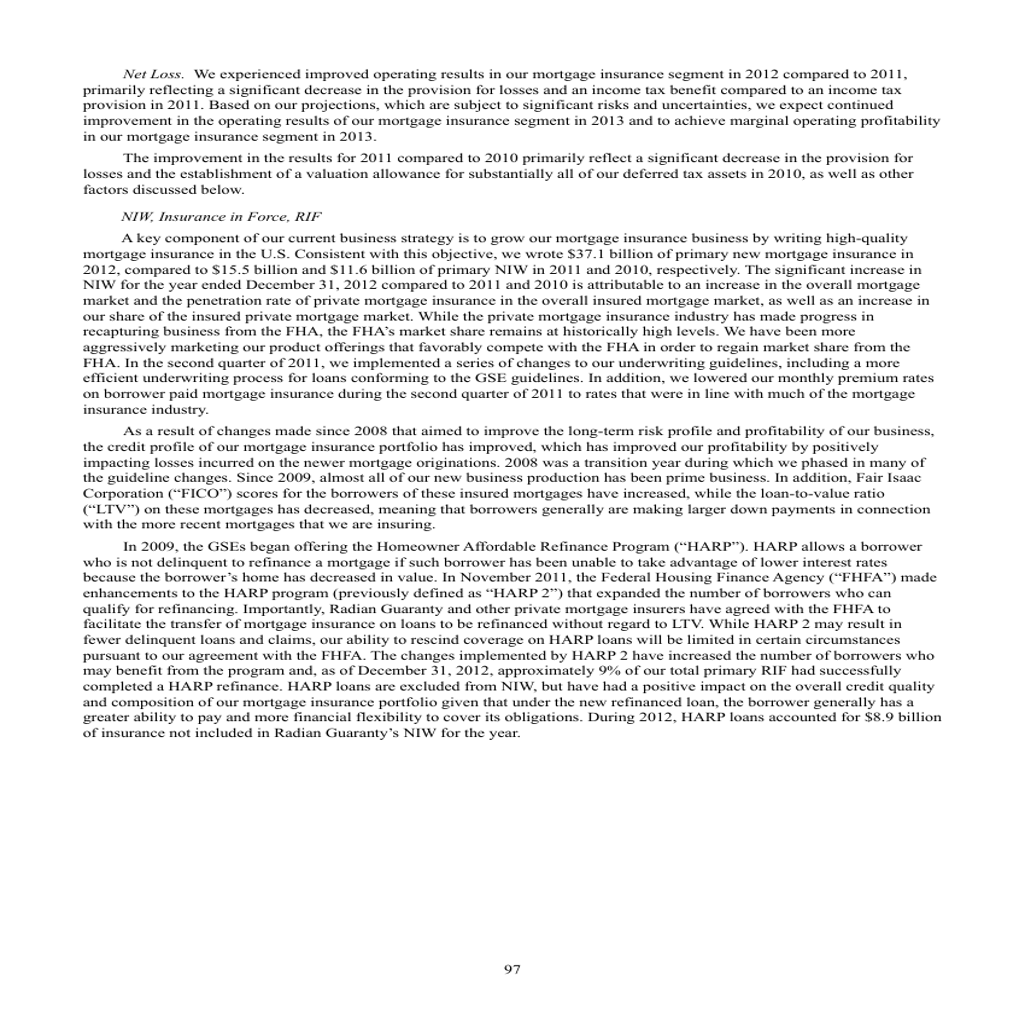 Net Loss. We experienced improved operating results in our mortgage insurance segment in 2012 compared to 2011,
primarily reflecting a significant decrease in the provision for losses and an income tax benefit compared to an income tax
provision in 2011. Based on our projections, which are subject to significant risks and uncertainties, we expect continued
improvement in the operating results of our mortgage insurance segment in 2013 and to achieve marginal operating profitability
in our mortgage insurance segment in 2013.
The improvement in the results for 2011 compared to 2010 primarily reflect a significant decrease in the provision for
losses and the establishment of a valuation allowance for substantially all of our deferred tax assets in 2010, as well as other
factors discussed below.
NIW, Insurance in Force, RIF
A key component of our current business strategy is to grow our mortgage insurance business by writing high-quality
mortgage insurance in the U.S. Consistent with this objective, we wrote $37.1 billion of primary new mortgage insurance in
2012, compared to $15.5 billion and $11.6 billion of primary NIW in 2011 and 2010, respectively. The significant increase in
NIW for the year ended December 31, 2012 compared to 2011 and 2010 is attributable to an increase in the overall mortgage
market and the penetration rate of private mortgage insurance in the overall insured mortgage market, as well as an increase in
our share of the insured private mortgage market. While the private mortgage insurance industry has made progress in
recapturing business from the FHA, the FHA's market share remains at historically high levels. We have been more
aggressively marketing our product offerings that favorably compete with the FHA in order to regain market share from the
FHA. In the second quarter of 2011, we implemented a series of changes to our underwriting guidelines, including a more
efficient underwriting process for loans conforming to the GSE guidelines. In addition, we lowered our monthly premium rates
on borrower paid mortgage insurance during the second quarter of 2011 to rates that were in line with much of the mortgage
insurance industry.
As a result of changes made since 2008 that aimed to improve the long-term risk profile and profitability of our business,
the credit profile of our mortgage insurance portfolio has improved, which has improved our profitability by positively
impacting losses incurred on the newer mortgage originations. 2008 was a transition year during which we phased in many of
the guideline changes. Since 2009, almost all of our new business production has been prime business. In addition, Fair Isaac
Corporation (“FICO”) scores for the borrowers of these insured mortgages have increased, while the loan-to-value ratio
(“LTV”) on these mortgages has decreased, meaning that borrowers generally are making larger down payments in connection
with the more recent mortgages that we are insuring.
In 2009, the GSEs began offering the Homeowner Affordable Refinance Program (“HARP”). HARP allows a borrower
who is not delinquent to refinance a mortgage if such borrower has been unable to take advantage of lower interest rates
because the borrower's home has decreased in value. In November 2011, the Federal Housing Finance Agency (“FHFA”) made
enhancements to the HARP program (previously defined as “HARP 2”) that expanded the number of borrowers who can
qualify for refinancing. Importantly, Radian Guaranty and other private mortgage insurers have agreed with the FHFA to
facilitate the transfer of mortgage insurance on loans to be refinanced without regard to LTV. While HARP 2 may result in
fewer delinquent loans and claims, our ability to rescind coverage on HARP loans will be limited in certain circumstances
pursuant to our agreement with the FHFA. The changes implemented by HARP 2 have increased the number of borrowers who
may benefit from the program and, as of December 31, 2012, approximately 9% of our total primary RIF had successfully
completed a HARP refinance. HARP loans are excluded from NIW, but have had a positive impact on the overall credit quality
and composition of our mortgage insurance portfolio given that under the new refinanced loan, the borrower generally has a
greater ability to pay and more financial flexibility to cover its obligations. During 2012, HARP loans accounted for $8.9 billion
of insurance not included in Radian Guaranty's NIW for the year.
97